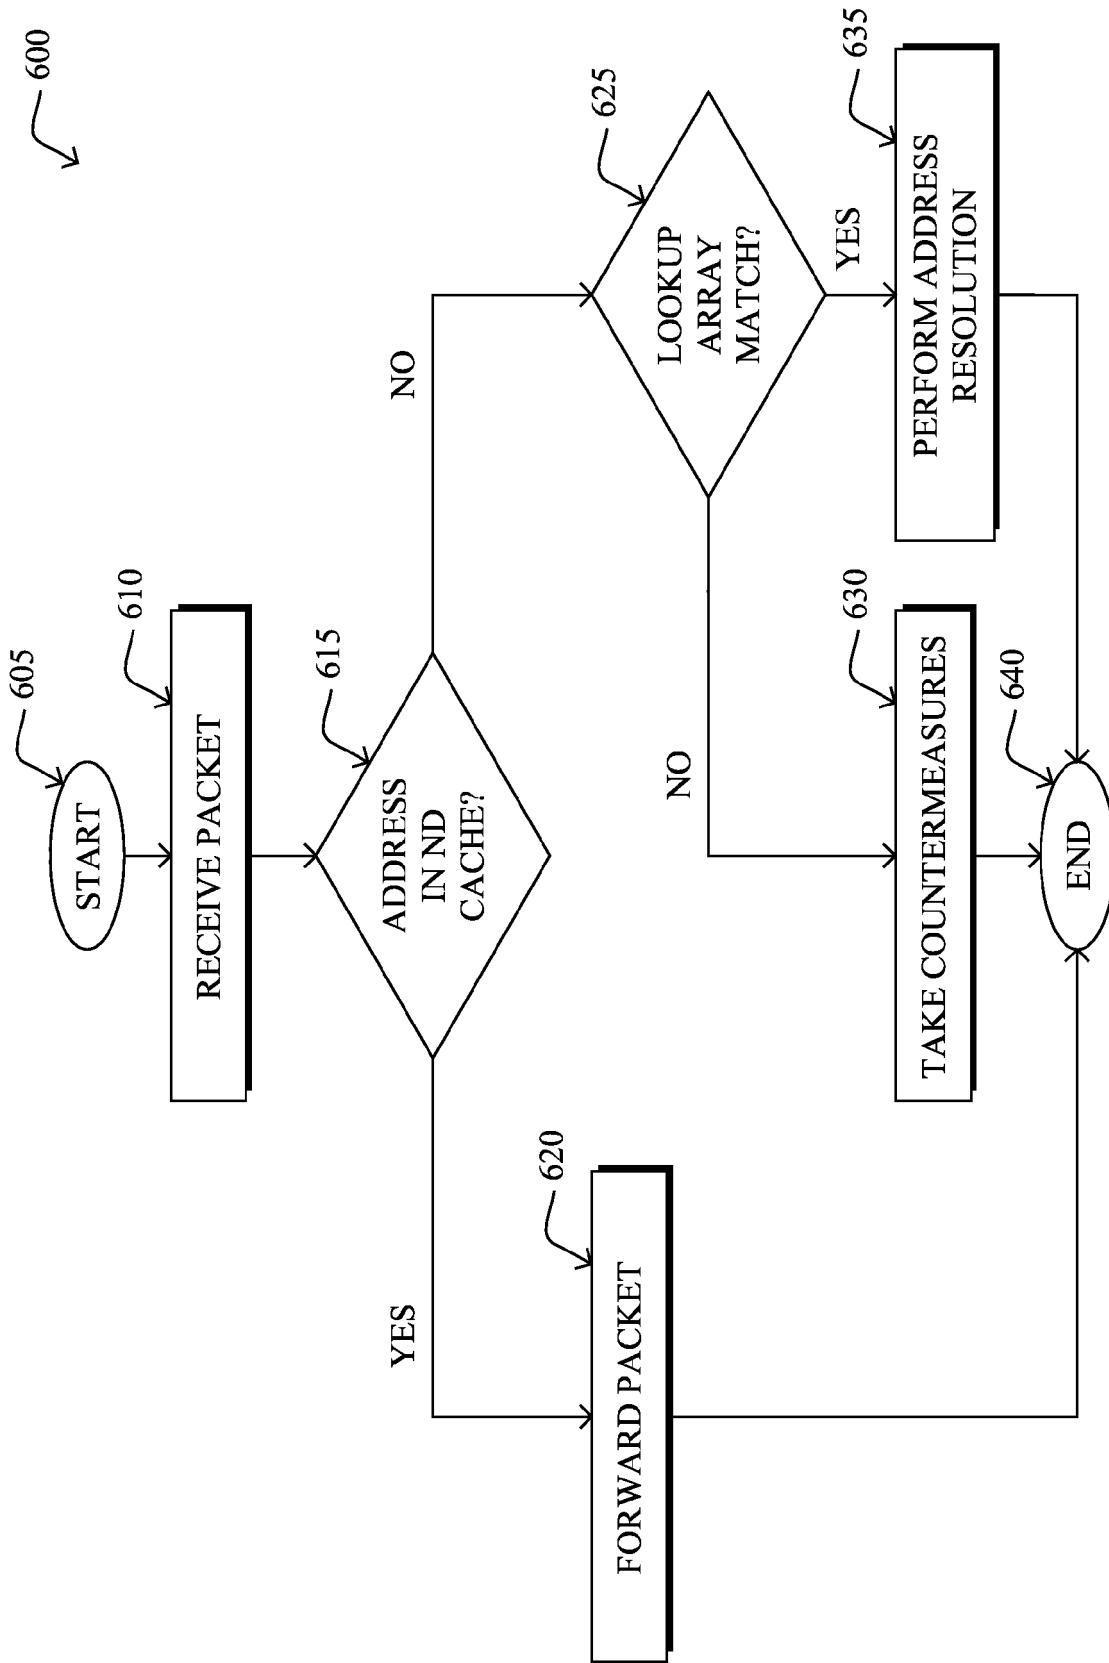 600
START
605
RECEIVE PACKET
610
ADDRESS
IN ND
CACHE?
615
YES
NO
FORWARD PACKET
620
LOOKUP
ARRAY
MATCH?
625
NO
YES
TAKE COUNTERMEASURES
630
PERFORM ADDRESS
RESOLUTION
635
END
640